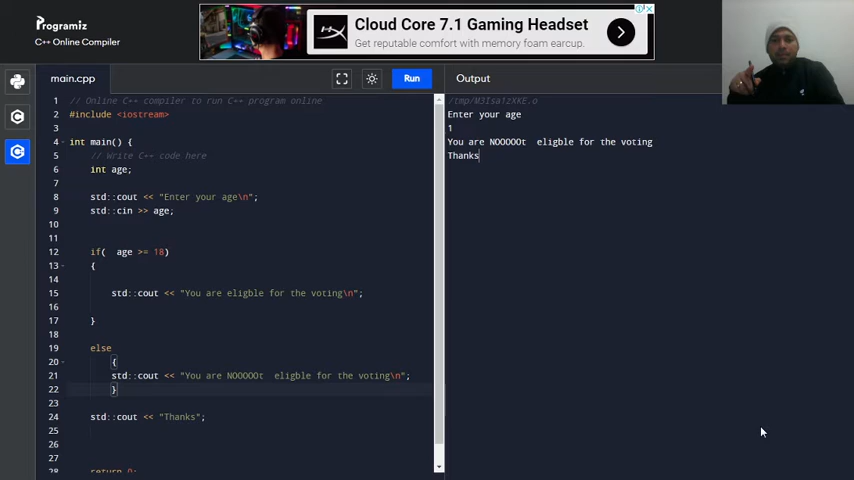 Programiz
C++ Online Compiler
Cloud Core 7.1 Gaming Headset
Get reputable comfort with memory foam earcup.
HYPERX
main.cpp
Run
Output
1 // Online C++ compiler to run C++ program online
2 #include <iostream>
3
4 int main() {
5 // Write C++ code here
6 int age;
7
8 std::cout << "Enter your age\n";
9 std::cin >> age;
10
11
12 if(  age >= 18)
13 {
14
15 std::cout << "You are eligble for the voting\n";
16
17 }
18
19 else
20 {
21 std::cout << "You are NOOOOOt  eligble for the voting\n";
22 }
23
24 std::cout << "Thanks";
25
26
27
28 return 0;
/tmp/M3Isa1zXKE.o
Enter your age
1
You are NOOOOOt  eligble for the voting
Thanks